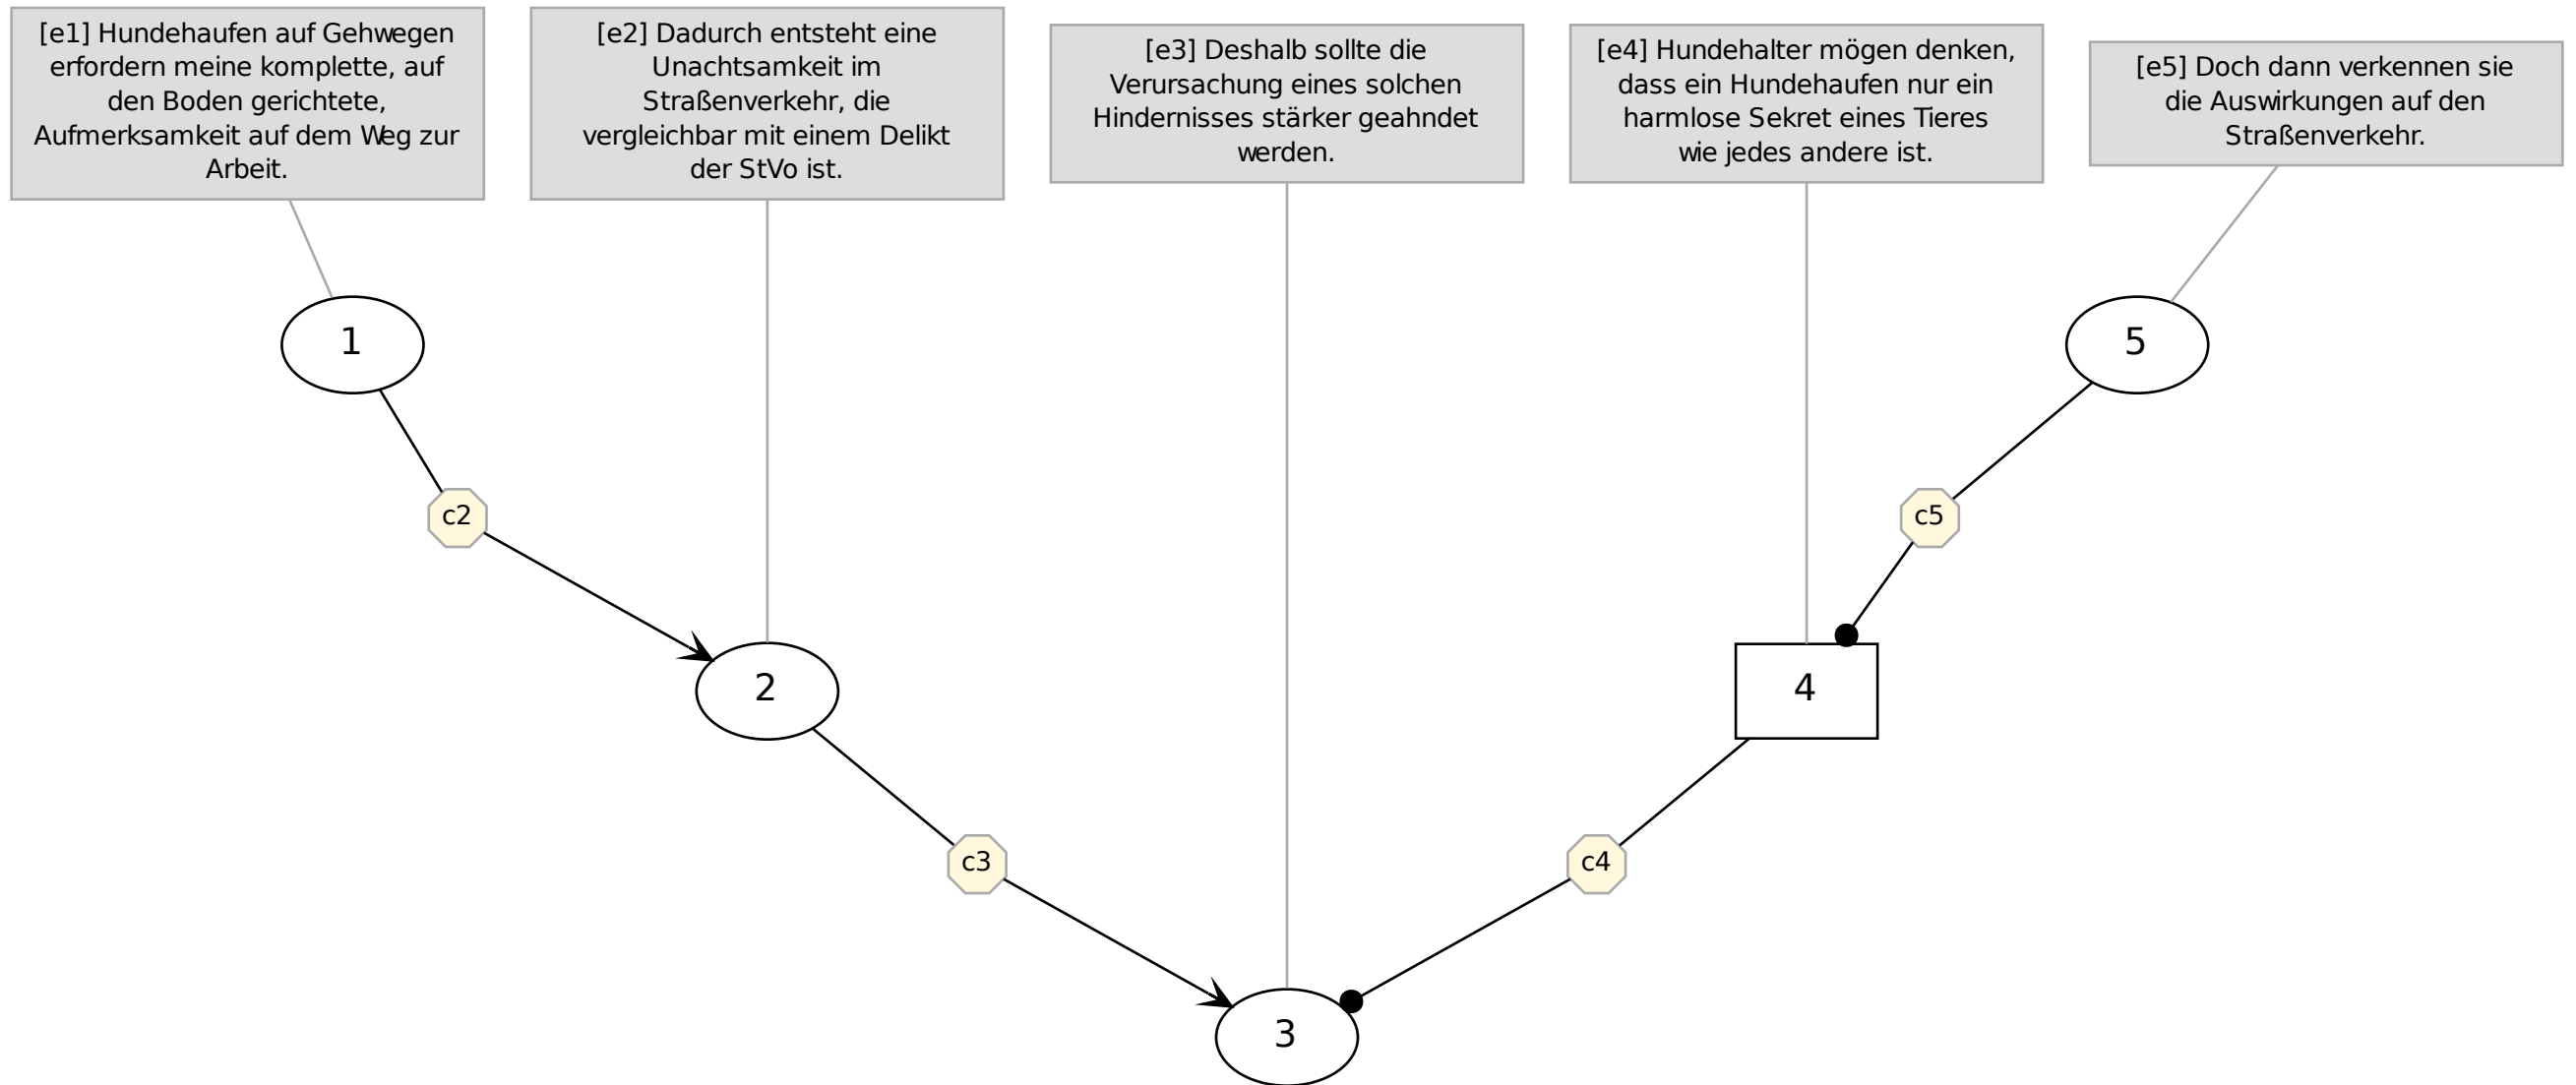 [e1] Hundehaufen auf Gehwegen
erfordern meine komplette, auf
den Boden gerichtete,
Aufmerksamkeit auf dem Weg zur
Arbeit.
[e2] Dadurch entsteht eine
Unachtsamkeit im
Straßenverkehr, die
vergleichbar mit einem Delikt
der StVo ist.
[e3] Deshalb sollte die
Verursachung eines solchen
Hindernisses stärker geahndet
werden.
[e4] Hundehalter mögen denken,
dass ein Hundehaufen nur ein
harmlose Sekret eines Tieres
wie jedes andere ist.
[e5] Doch dann verkennen sie
die Auswirkungen auf den
Straßenverkehr.
1
5
c2
c5
2
4
c3
c4
3